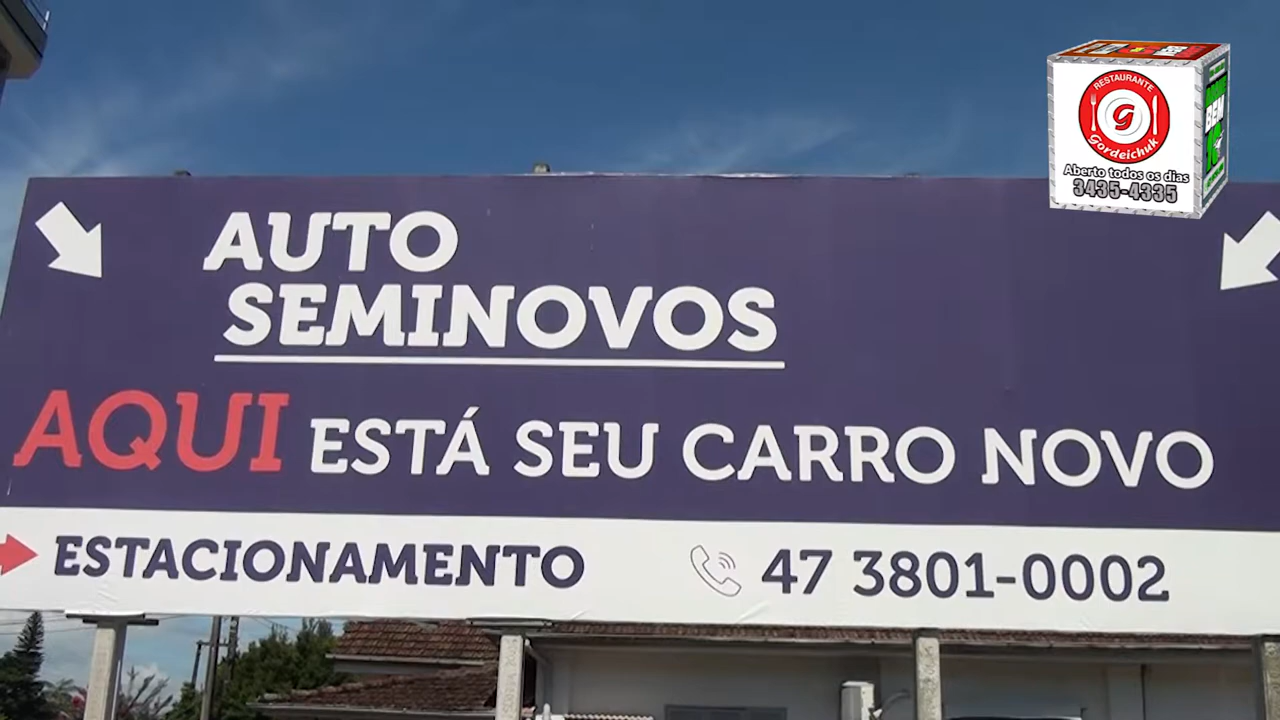 RESTAURANTE
G
Gordeichuk
Aberto todos os dias
3435-4335
AUTO
SEMINOVOS
AQUI ESTÁ SEU CARRO NOVO
ESTACIONAMENTO
47 3801-0002